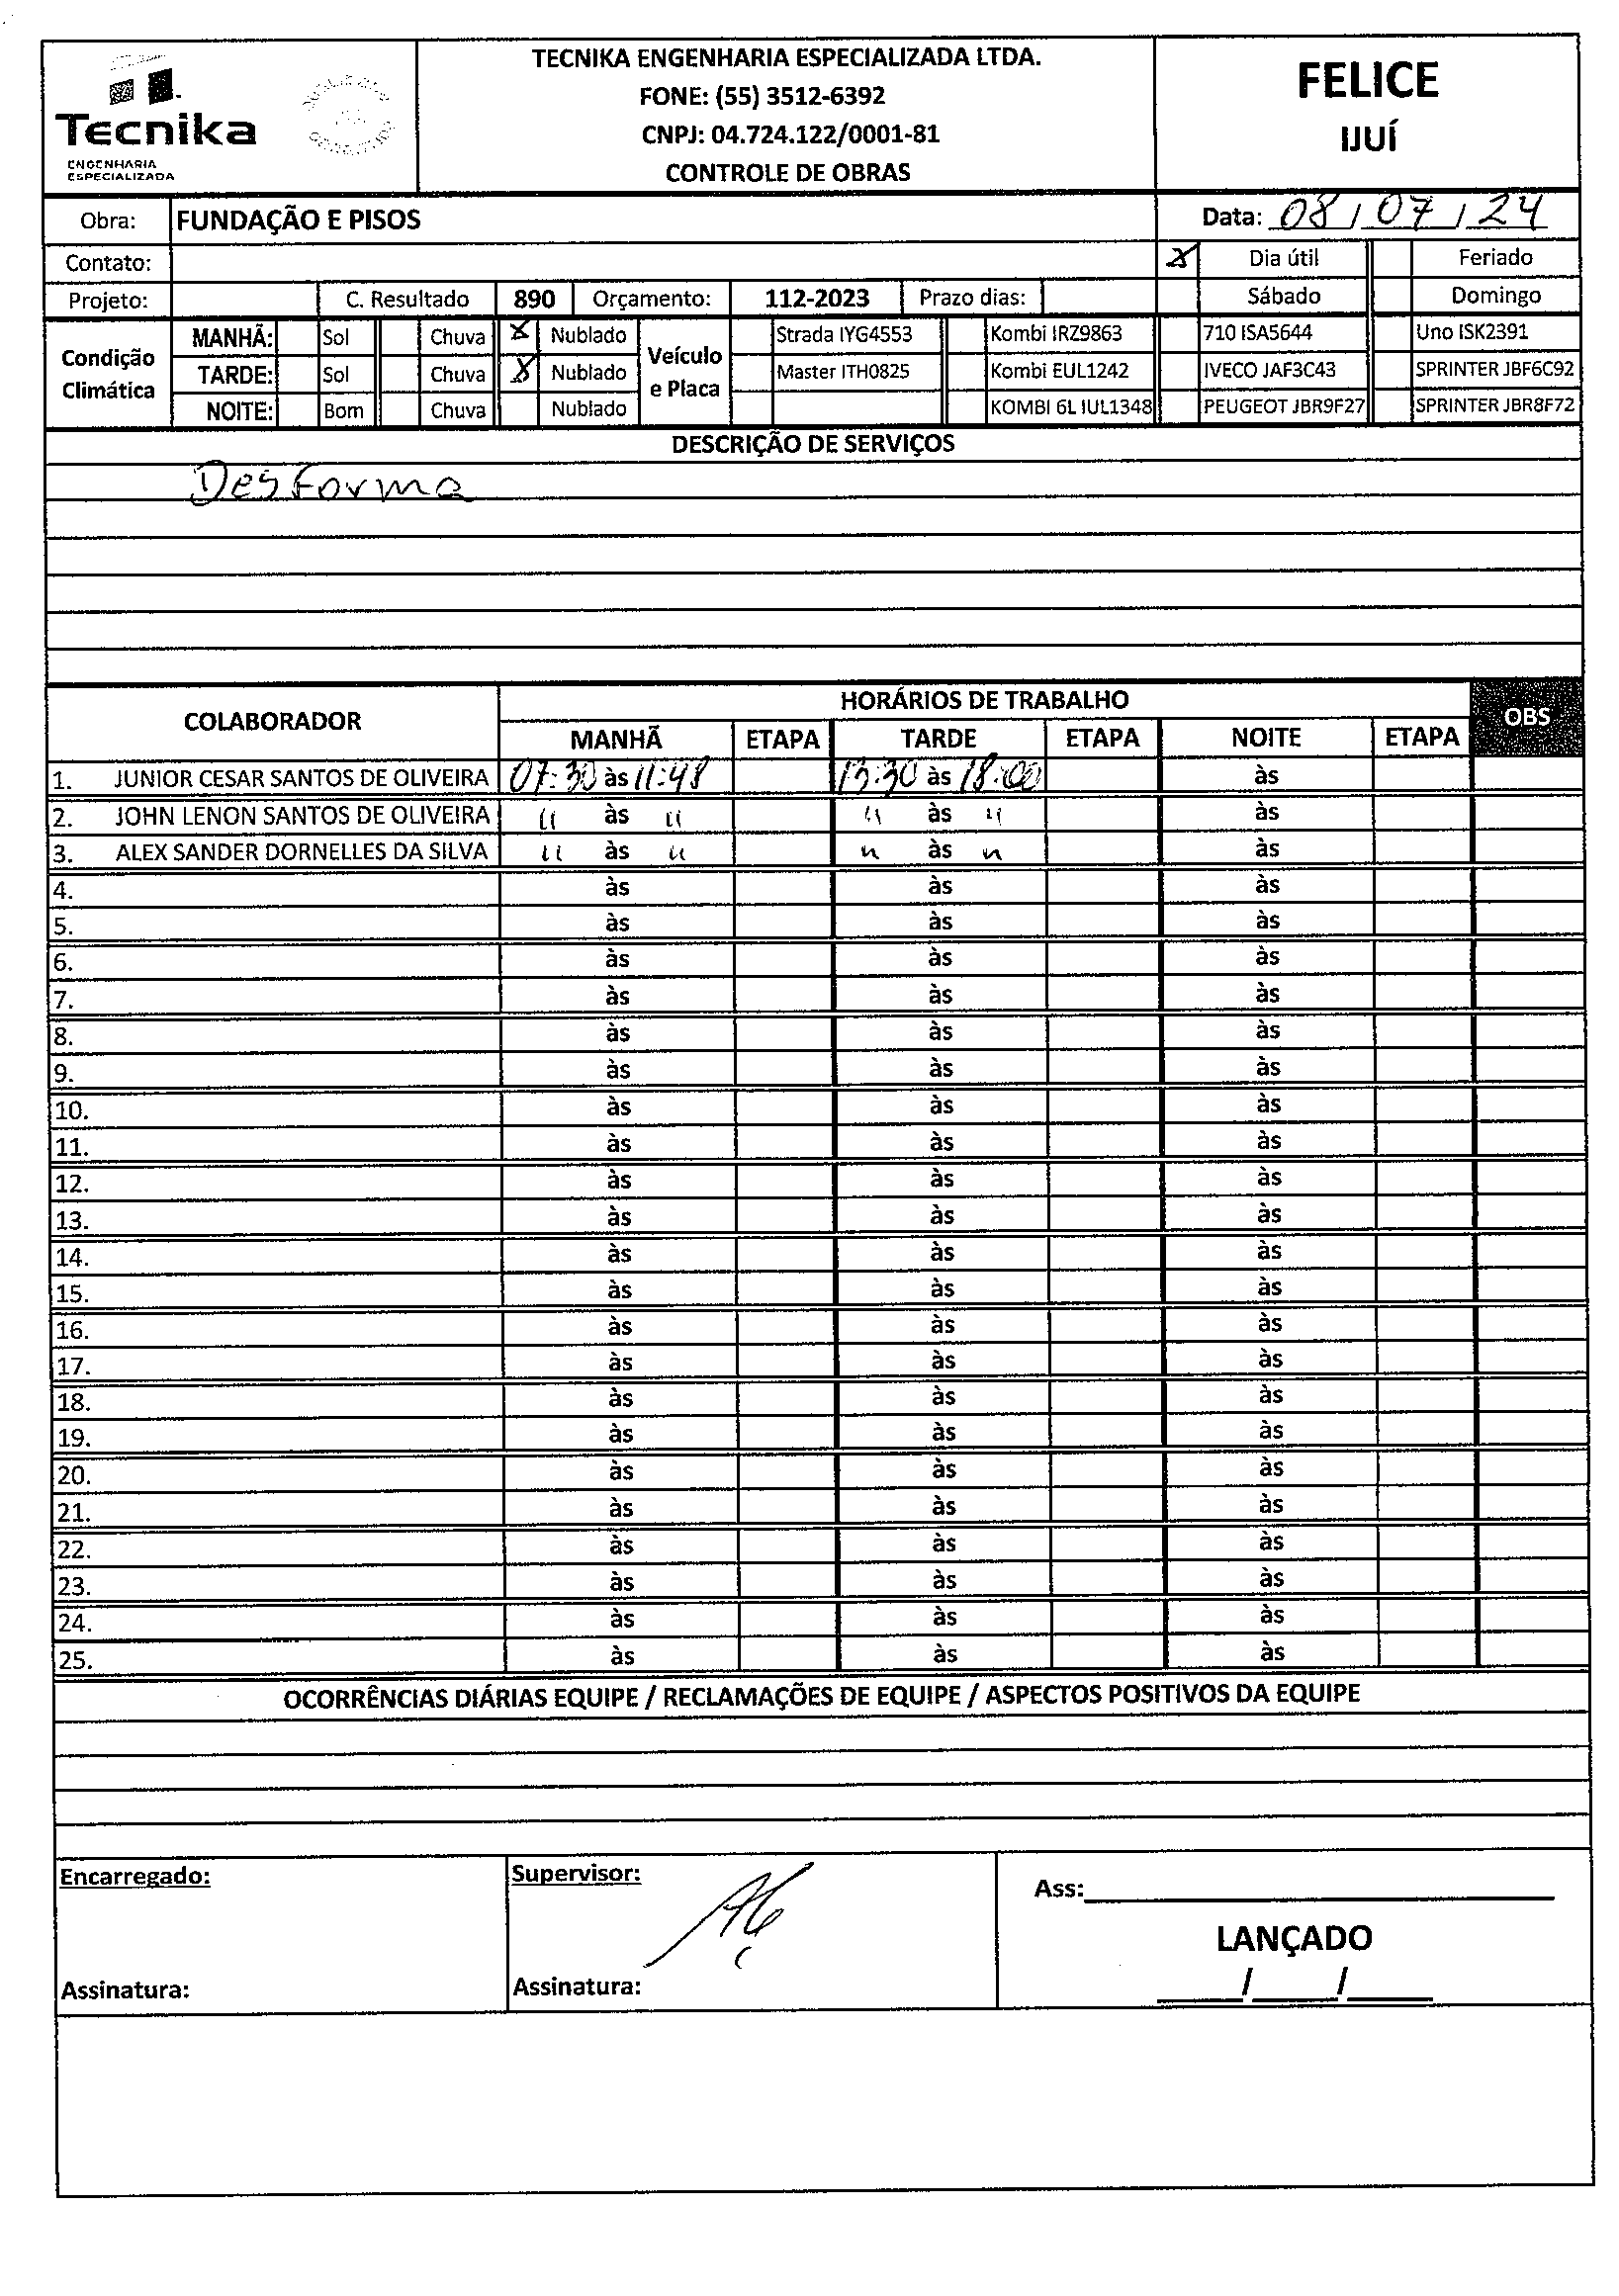 TECNIKA ENGENHARIA ESPECIALIZADA LTDA.
FONE: (55) 3512-6392
CNPJ: 04.724.122/0001-81
CONTROLE DE OBRAS
Tecnika
ENGENHARIA
ESPECIALIZADA
FELICE
IJUÍ
Obra: FUNDAÇÃO E PISOS Data: 08/07/24
Contato: X Dia útil Feriado
Projeto: C. Resultado 890 Orçamento: 112-2023 Prazo dias: Sábado Domingo
Condição Climática
MANHÃ: Sol Chuva X Nublado
TARDE: Sol Chuva X Nublado
NOITE: Bom Chuva Nublado
Veículo e Placa
Strada IYG4553 Kombi IRZ9863 710 ISA5644 Uno ISK2391
Master ITH0825 Kombi EUL1242 IVECO JAF3C43 SPRINTER JBF6C92
KOMBI 6L IUL1348 PEUGEOT JBR9F27 SPRINTER JBR8F72
DESCRIÇÃO DE SERVIÇOS
Desforma
COLABORADOR HORÁRIOS DE TRABALHO OBS
MANHÃ ETAPA TARDE ETAPA NOITE ETAPA
1. JUNIOR CESAR SANTOS DE OLIVEIRA 07:30 às 11:48 13:30 às 18:00 às
2. JOHN LENON SANTOS DE OLIVEIRA " às " " às " às
3. ALEX SANDER DORNELLES DA SILVA " às " " às " às
4. às às às
5. às às às
6. às às às
7. às às às
8. às às às
9. às às às
10. às às às
11. às às às
12. às às às
13. às às às
14. às às às
15. às às às
16. às às às
17. às às às
18. às às às
19. às às às
20. às às às
21. às às às
22. às às às
23. às às às
24. às às às
25. às às às
OCORRÊNCIAS DIÁRIAS EQUIPE / RECLAMAÇÕES DE EQUIPE / ASPECTOS POSITIVOS DA EQUIPE
Encarregado: Supervisor: Ass:
LANÇADO
Assinatura: Assinatura: / /